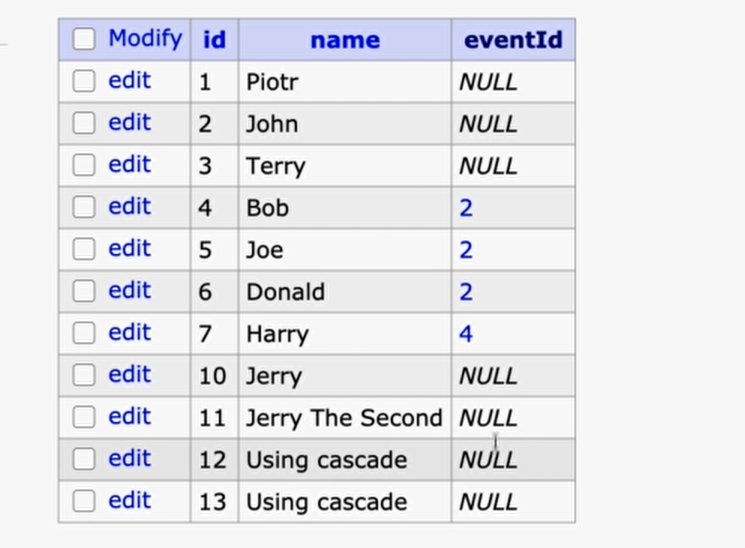 Modify id name eventId
edit 1 Piotr NULL
edit 2 John NULL
edit 3 Terry NULL
edit 4 Bob 2
edit 5 Joe 2
edit 6 Donald 2
edit 7 Harry 4
edit 10 Jerry NULL
edit 11 Jerry The Second NULL
edit 12 Using cascade NULL
edit 13 Using cascade NULL